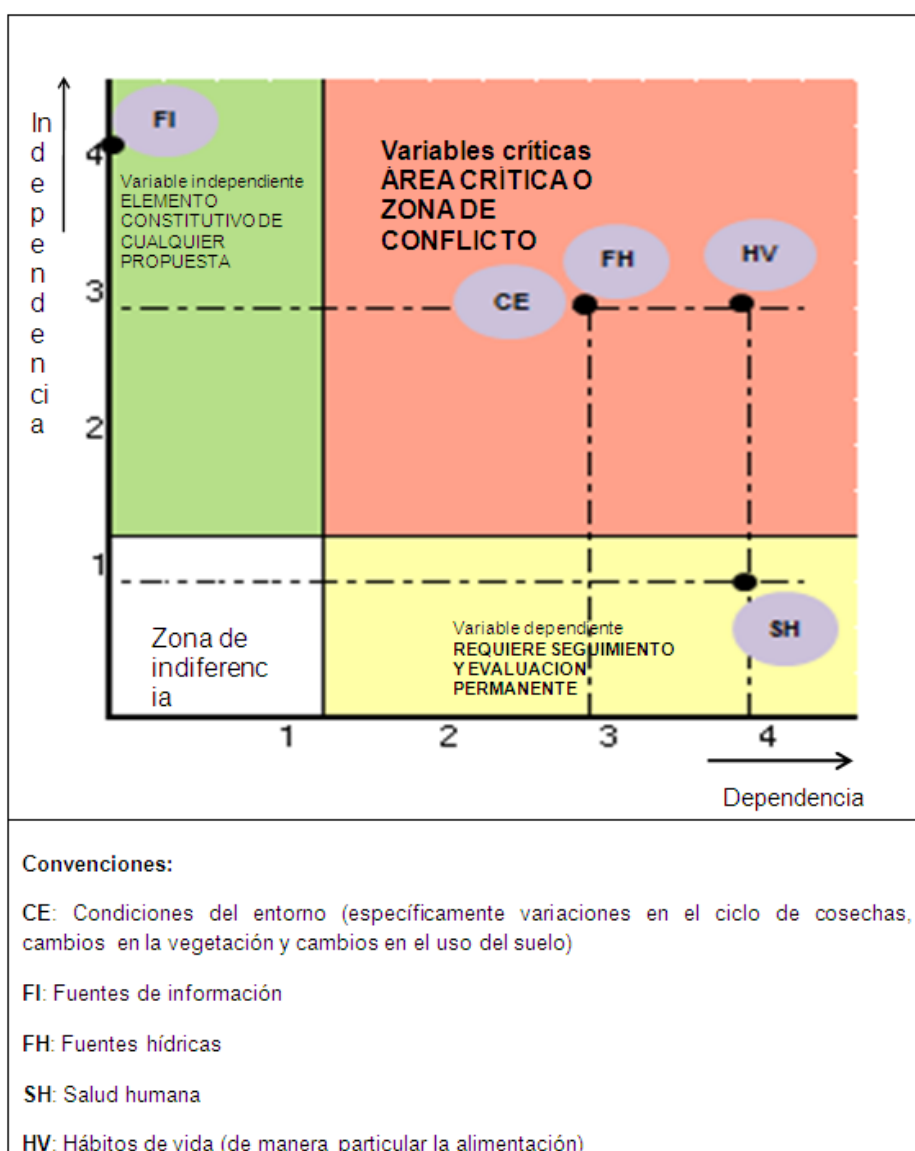 In
d
e
p
e
n
d
e
n
ci
a
4
3
2
1
FI
Variable independiente
ELEMENTO
CONSTITUTIVO DE
CUALQUIER
PROPUESTA
Variables críticas
ÁREA CRÍTICA O
ZONA DE
CONFLICTO
CE
FH
HV
Zona de
indiferenc
ia
Variable dependiente
REQUIERE SEGUIMIENTO
Y EVALUACION
PERMANENTE
SH
1 2 3 4
Dependencia
Convenciones:
CE: Condiciones del entorno (específicamente variaciones en el ciclo de cosechas,
cambios en la vegetación y cambios en el uso del suelo)
FI: Fuentes de información
FH: Fuentes hídricas
SH: Salud humana
HV: Hábitos de vida (de manera particular la alimentación)